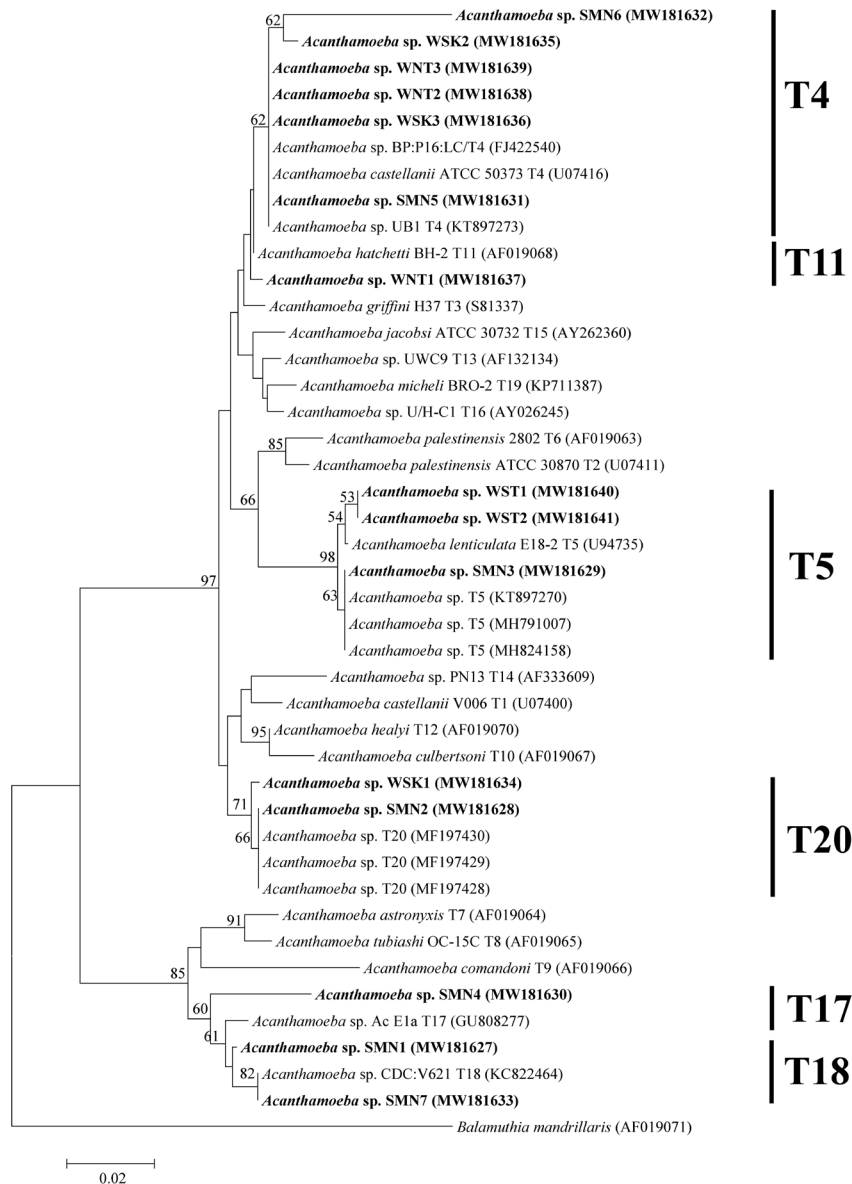 62
Acanthamoeba sp. SMN6 (MW181632)
Acanthamoeba sp. WSK2 (MW181635)
Acanthamoeba sp. WNT3 (MW181639)
T4
Acanthamoeba sp. WNT2 (MW181638)
62
Acanthamoeba sp. WSK3 (MW181636)
Acanthamoeba sp. BP:P16:LC/T4 (FJ422540)
Acanthamoeba castellanii ATCC 50373 T4 (U07416)
Acanthamoeba sp. SMN5 (MW181631)
Acanthamoeba sp. UB1 T4 (KT897273)
Acanthamoeba hatchetti BH-2 T11 (AF019068)
T11
Acanthamoeba sp. WNT1 (MW181637)
Acanthamoeba griffini H37 T3 (S81337)
Acanthamoeba jacobsi ATCC 30732 T15 (AY262360)
Acanthamoeba sp. UWC9 T13 (AF132134)
Acanthamoeba micheli BRO-2 T19 (KP711387)
Acanthamoeba sp. U/H-C1 T16 (AY026245)
85
Acanthamoeba palestinensis 2802 T6 (AF019063)
Acanthamoeba palestinensis ATCC 30870 T2 (U07411)
66
53
Acanthamoeba sp. WST1 (MW181640)
54
Acanthamoeba sp. WST2 (MW181641)
Acanthamoeba lenticulata E18-2 T5 (U94735)
98
T5
Acanthamoeba sp. SMN3 (MW181629)
97
63
Acanthamoeba sp. T5 (KT897270)
Acanthamoeba sp. T5 (MH791007)
Acanthamoeba sp. T5 (MH824158)
Acanthamoeba sp. PN13 T14 (AF333609)
Acanthamoeba castellanii V006 T1 (U07400)
95
Acanthamoeba healyi T12 (AF019070)
Acanthamoeba culbertsoni T10 (AF019067)
Acanthamoeba sp. WSK1 (MW181634)
71
Acanthamoeba sp. SMN2 (MW181628)
66
Acanthamoeba sp. T20 (MF197430)
T20
Acanthamoeba sp. T20 (MF197429)
Acanthamoeba sp. T20 (MF197428)
91
Acanthamoeba astronyxis T7 (AF019064)
Acanthamoeba tubiashi OC-15C T8 (AF019065)
85
Acanthamoeba comandoni T9 (AF019066)
Acanthamoeba sp. SMN4 (MW181630)
60
T17
Acanthamoeba sp. Ac E1a T17 (GU808277)
61
Acanthamoeba sp. SMN1 (MW181627)
82
Acanthamoeba sp. CDC:V621 T18 (KC822464)
T18
Acanthamoeba sp. SMN7 (MW181633)
Balamuthia mandrillaris (AF019071)
0.02